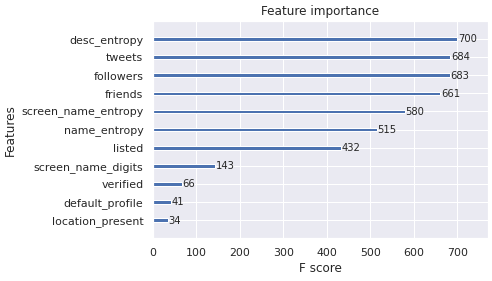 Feature importance
Features
desc_entropy 700
tweets 684
followers 683
friends 661
screen_name_entropy 580
name_entropy 515
listed 432
screen_name_digits 143
verified 66
default_profile 41
location_present 34
0 100 200 300 400 500 600 700
F score